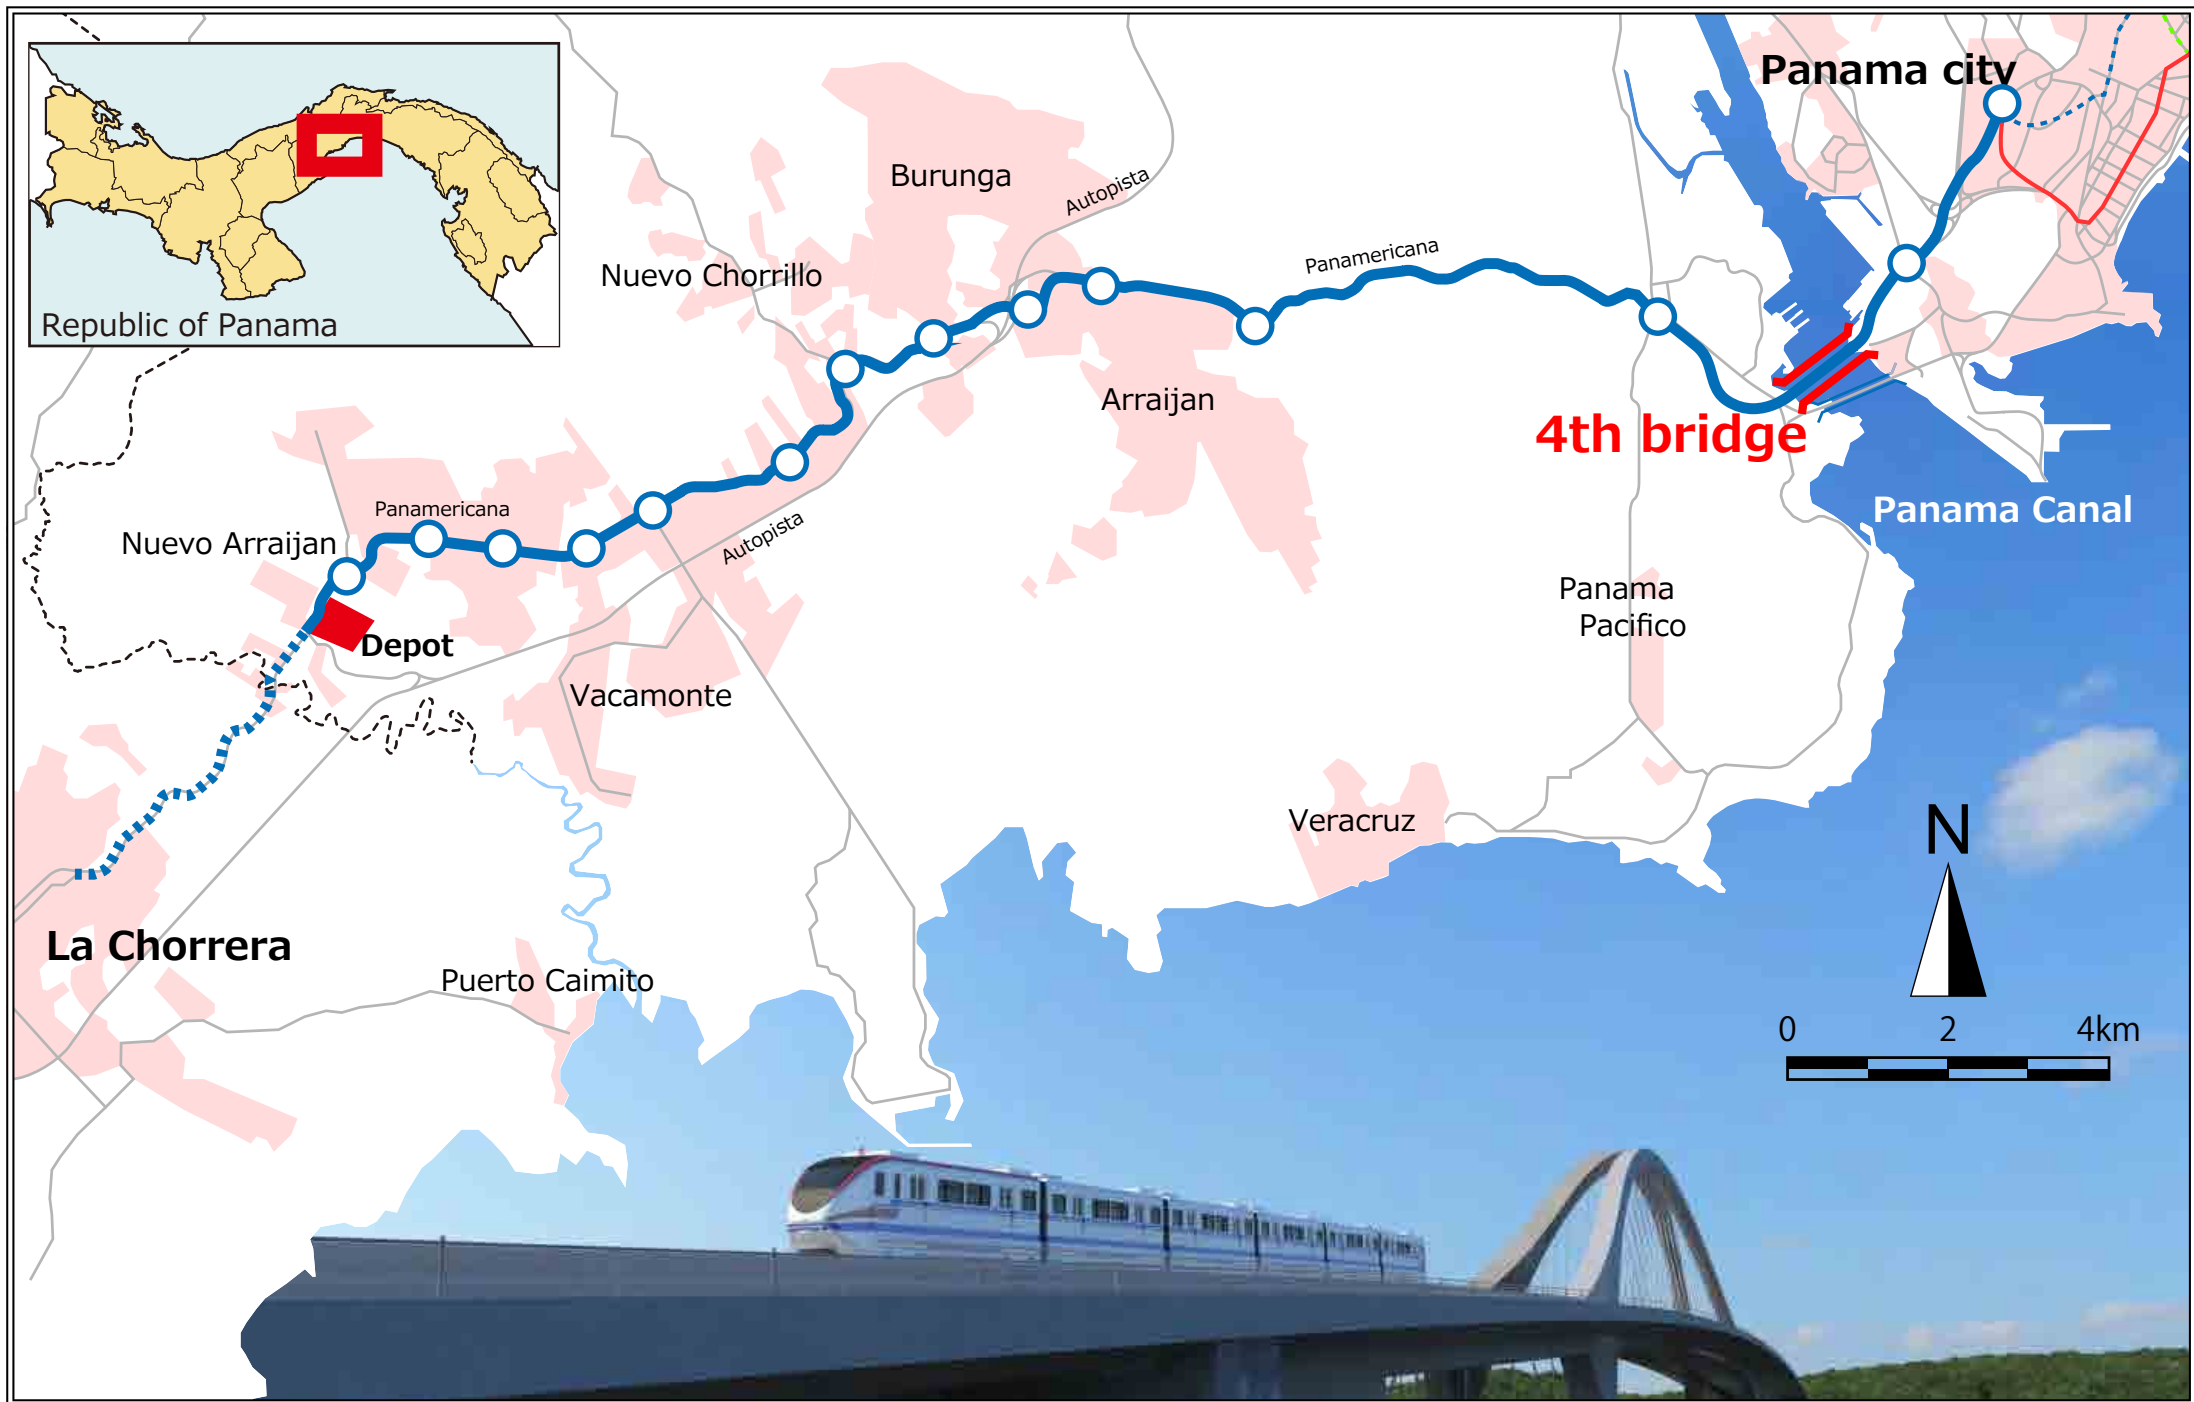 Panama city
Burunga
Autopista
Nuevo Chorrillo
Panamericana
Republic of Panama
Arraijan
4th bridge
Panama Canal
Panamericana
Nuevo Arraijan
Autopista
Panama
Pacifico
Depot
Vacamonte
Veracruz
N
La Chorrera
Puerto Caimito
0 2 4km